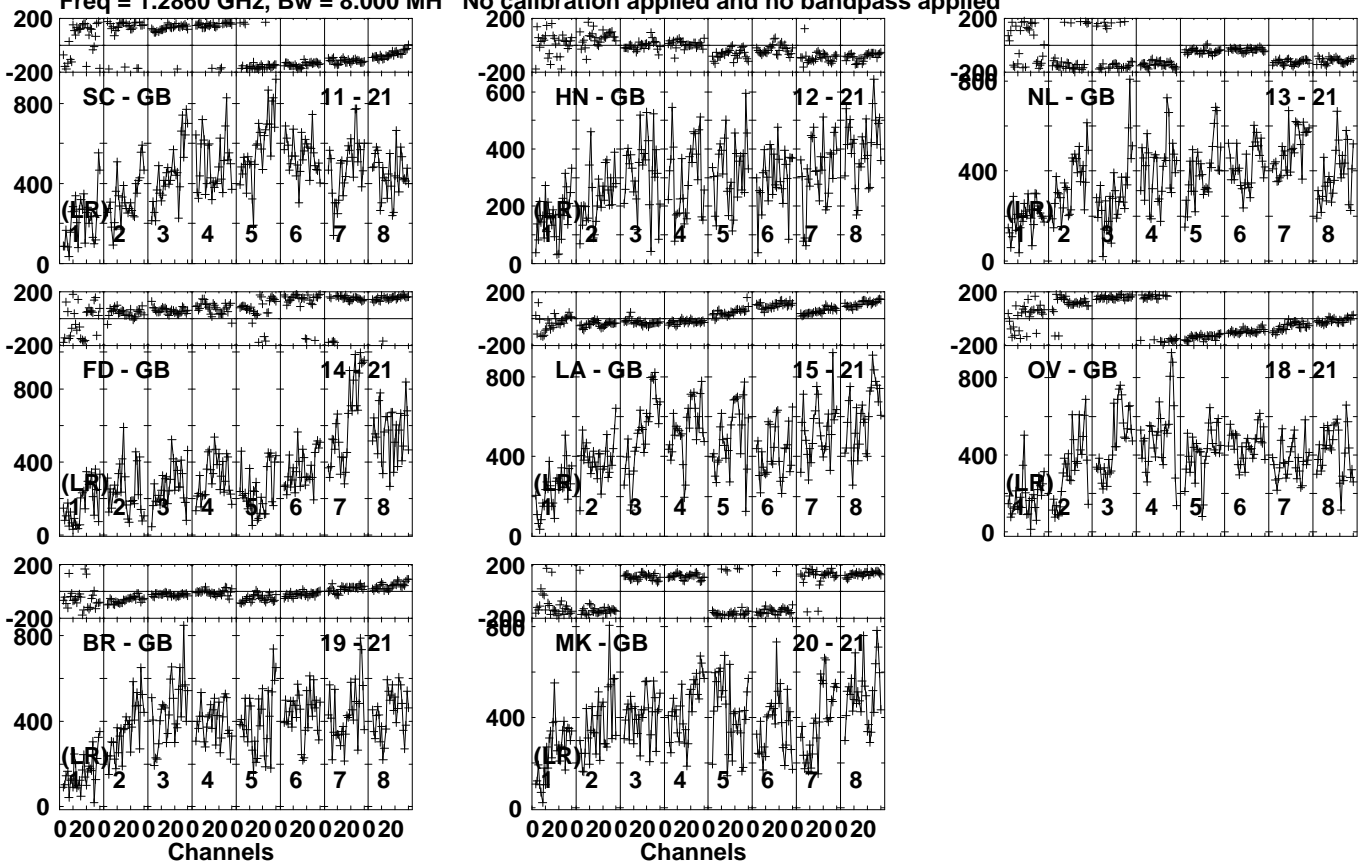 Freq = 1.2860 GHz, Bw = 8.000 MH No calibration applied and no bandpass applied
200
-200
800
400
0
SC - GB 11 - 21
(LR)
1 2 3 4 5 6 7 8
200
-200
600
400
200
0
HN - GB 12 - 21
(LR)
1 2 3 4 5 6 7 8
200
-200
800
400
0
NL - GB 13 - 21
(LR)
1 2 3 4 5 6 7 8
200
-200
800
400
0
FD - GB 14 - 21
(LR)
1 2 3 4 5 6 7 8
200
-200
800
400
0
LA - GB 15 - 21
(LR)
1 2 3 4 5 6 7 8
200
-200
800
400
0
OV - GB 18 - 21
(LR)
1 2 3 4 5 6 7 8
200
-200
800
400
0
BR - GB 19 - 21
(LR)
1 2 3 4 5 6 7 8
0 20 0 20 0 20 0 20 0 20 0 20 0 20 0 20
Channels
200
-200
800
400
0
MK - GB 20 - 21
(LR)
1 2 3 4 5 6 7 8
0 20 0 20 0 20 0 20 0 20 0 20 0 20 0 20
Channels